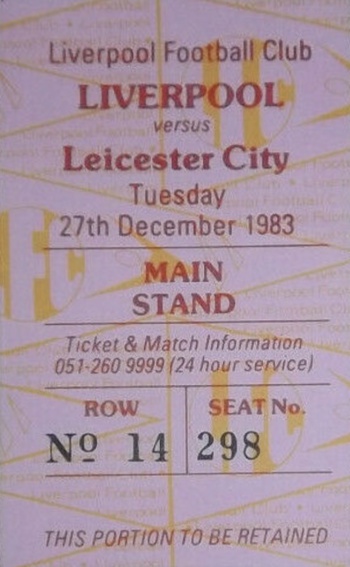 Liverpool Football Club
LIVERPOOL
versus
Leicester City
Tuesday
27th December 1983
MAIN
STAND
Ticket & Match Information
051-260 9999 (24 hour service)
ROW SEAT No.
Nº 14 298
THIS PORTION TO BE RETAINED